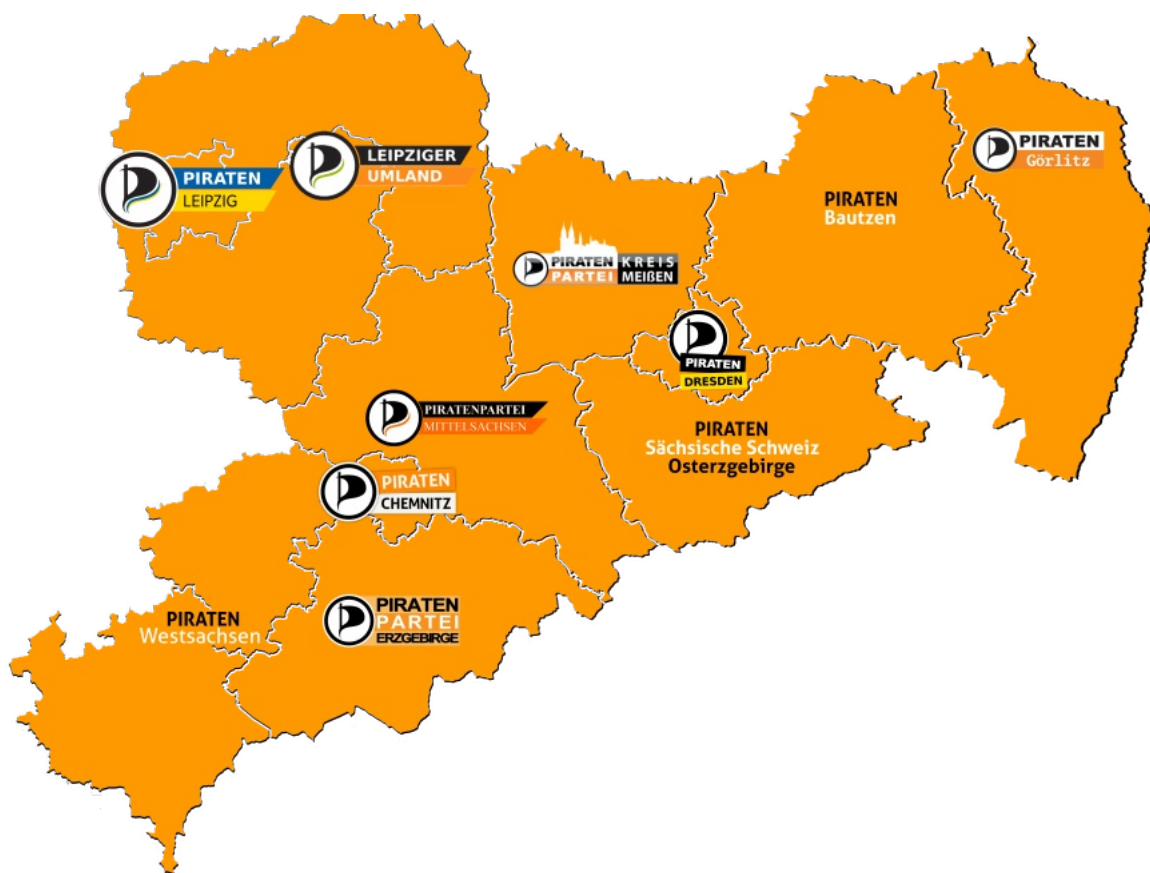 LEIPZIGER
UMLAND
PIRATEN
LEIPZIG
PIRATEN
Görlitz
PIRATEN
Bautzen
PIRATEN KREIS
PARTEI MEIßEN
PIRATEN
DRESDEN
PIRATENPARTEI
MITTELSACHSEN
PIRATEN
Sächsische Schweiz
Osterzgebirge
PIRATEN
CHEMNITZ
PIRATEN
PARTEI
ERZGEBIRGE
PIRATEN
Westsachsen